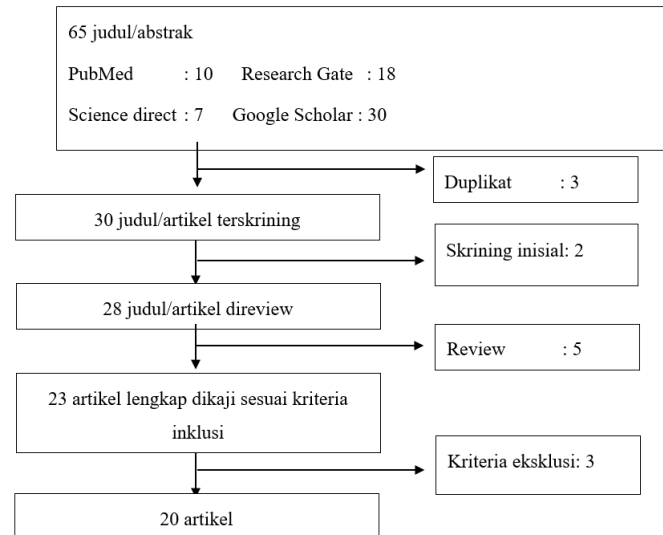 65 judul/abstrak
PubMed : 10 Research Gate : 18
Science direct : 7 Google Scholar : 30
Duplikat : 3
30 judul/artikel terskrining
Skrining inisial: 2
28 judul/artikel direview
Review : 5
23 artikel lengkap dikaji sesuai kriteria
inklusi
Kriteria eksklusi: 3
20 artikel